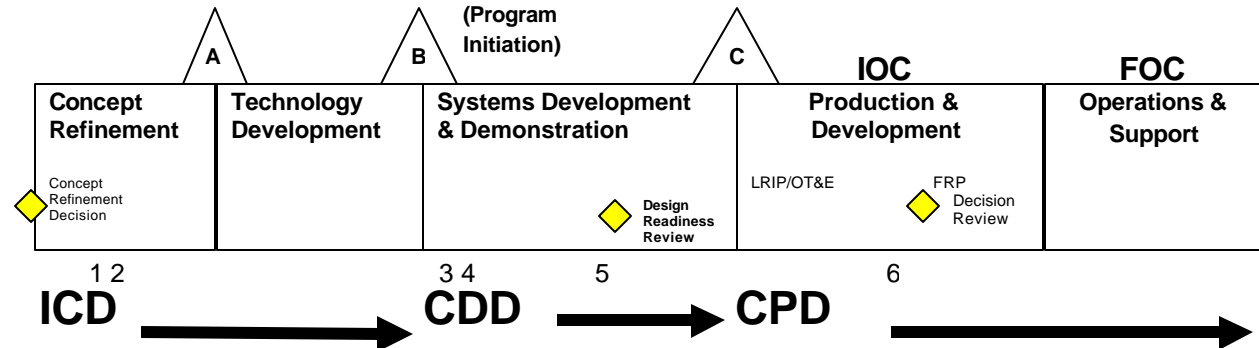 (Program
Initiation)
A
B
C
IOC
FOC
Concept
Refinement
Technology
Development
Systems Development
& Demonstration
Production &
Development
Operations &
Support
Concept
Refinement
Decision
Design
Readiness
Review
LRIP/OT&E
FRP
Decision
Review
1 2
3 4
5
6
ICD
CDD
CPD